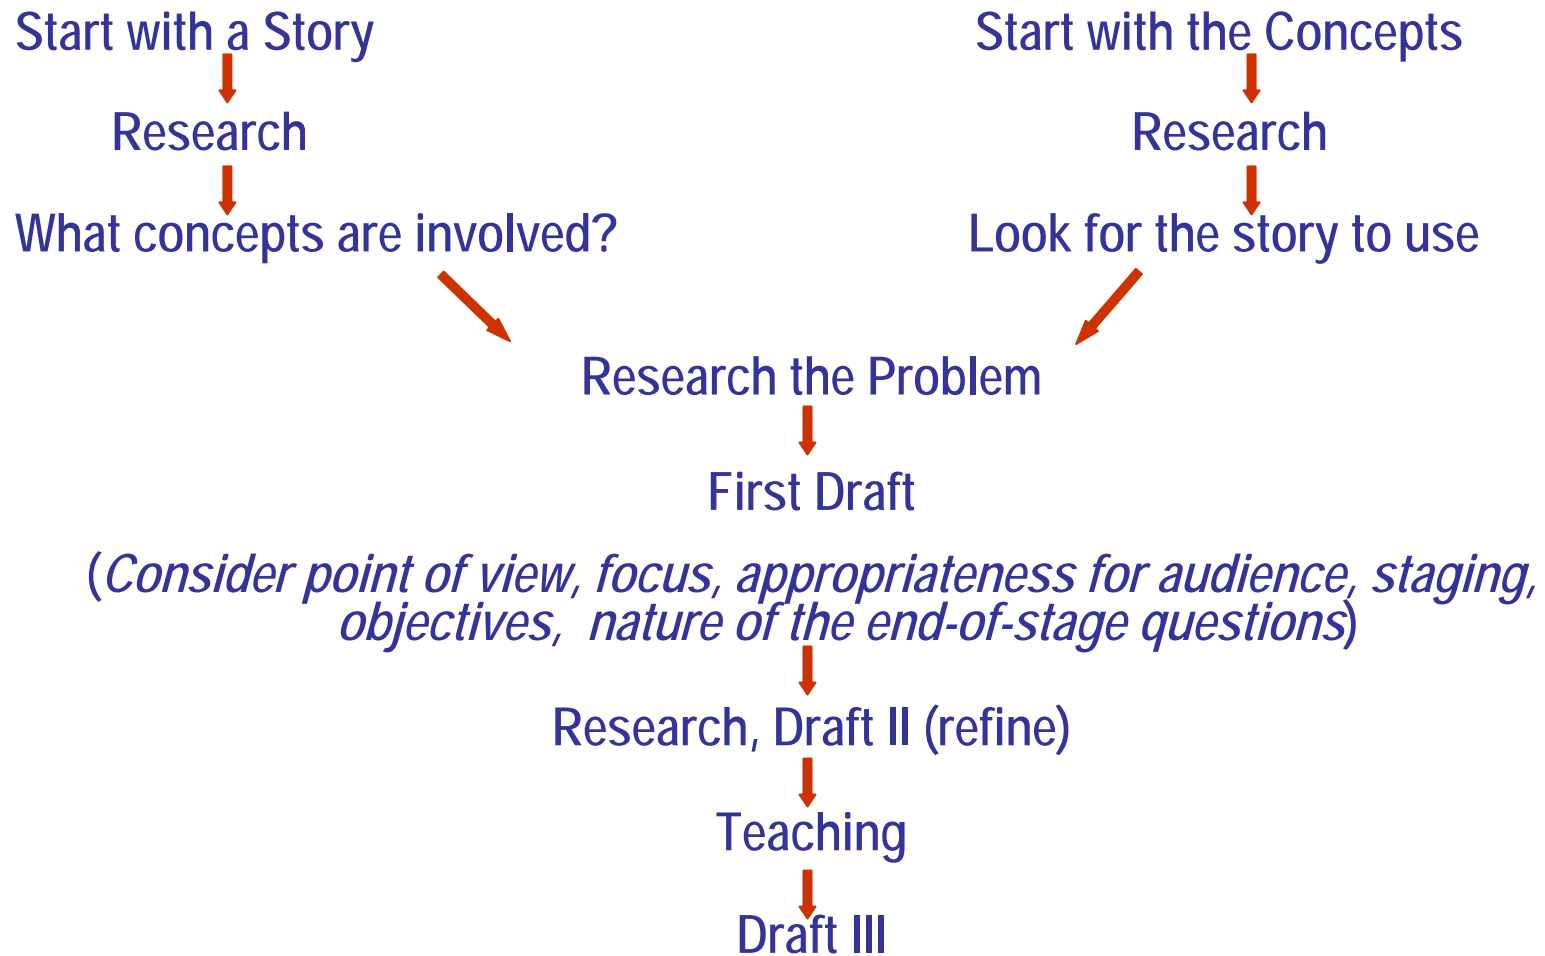 Start with a Story
Start with the Concepts
Research
Research
What concepts are involved?
Look for the story to use
Research the Problem
First Draft
(Consider point of view, focus, appropriateness for audience, staging,
objectives, nature of the end-of-stage questions)
Research, Draft II (refine)
Teaching
Draft III